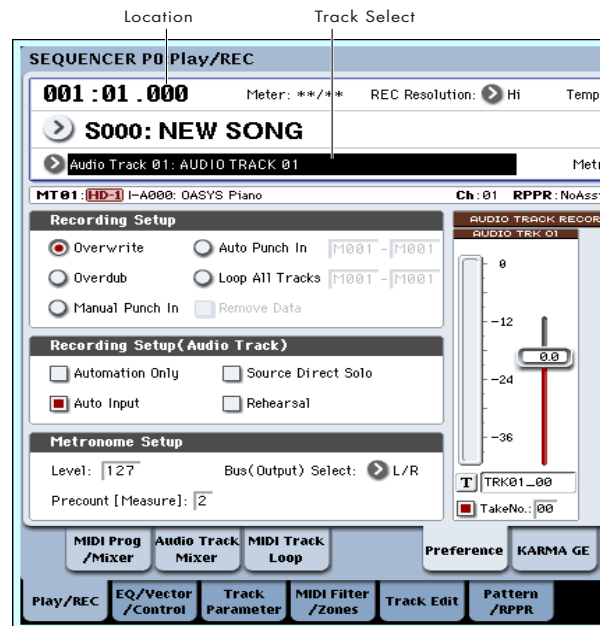 Location Track Select
SEQUENCER P0:Play/REC
001:01.000 Meter: **/** REC Resolution: Hi Temp
S000: NEW SONG
Audio Track 01: AUDIO TRACK 01 Met
MT01: HD-1 I-A000: OASYS Piano Ch:01 RPPR:NoAss
Recording Setup
Overwrite Auto Punch In M001 - M001
Overdub Loop All Tracks M001 - M001
Manual Punch In Remove Data
Recording Setup(Audio Track)
Automation Only Source Direct Solo
Auto Input Rehearsal
Metronome Setup
Level: 127 Bus(Output) Select: L/R
Precount [Measure]: 2
AUDIO TRACK RECOR
AUDIO TRK 01
0
-12
0.0
-24
-36
T TRK01_00
TakeNo.: 00
MIDI Prog
/Mixer
Audio Track
Mixer
MIDI Track
Loop
Preference
KARMA GE
Play/REC
EQ/Vector
/Control
Track
Parameter
MIDI Filter
/Zones
Track Edit
Pattern
/RPPR